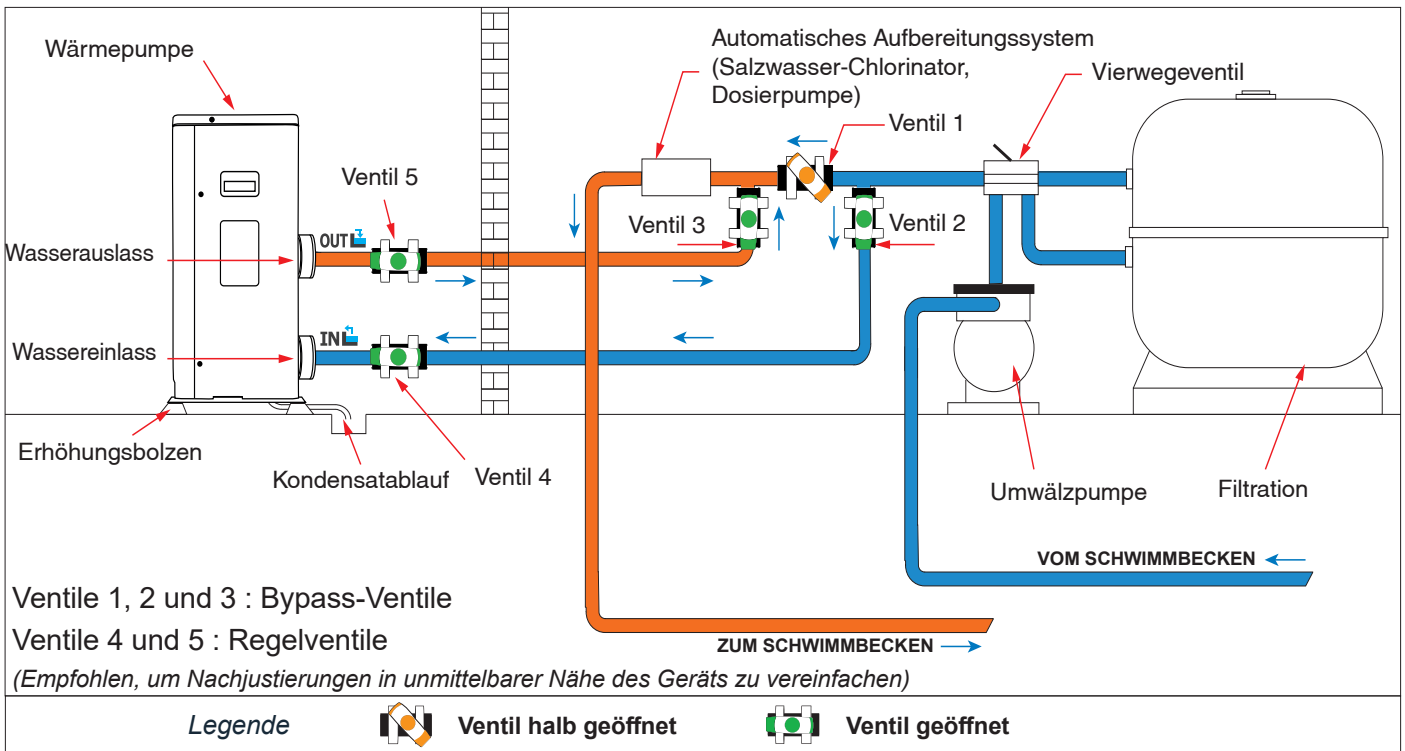 Wärmepumpe
Automatisches Aufbereitungssystem
(Salzwasser-Chlorinator,
Dosierpumpe)
Vierwegeventil
Ventil 1
Ventil 5
Ventil 3
Ventil 2
OUT
Wasserauslass
IN
Wassereinlass
Erhöhungsbolzen
Kondensatablauf
Ventil 4
Umwälzpumpe
Filtration
VOM SCHWIMMBECKEN
Ventile 1, 2 und 3 : Bypass-Ventile
Ventile 4 und 5 : Regelventile
ZUM SCHWIMMBECKEN
(Empfohlen, um Nachjustierungen in unmittelbarer Nähe des Geräts zu vereinfachen)
Legende
Ventil halb geöffnet
Ventil geöffnet